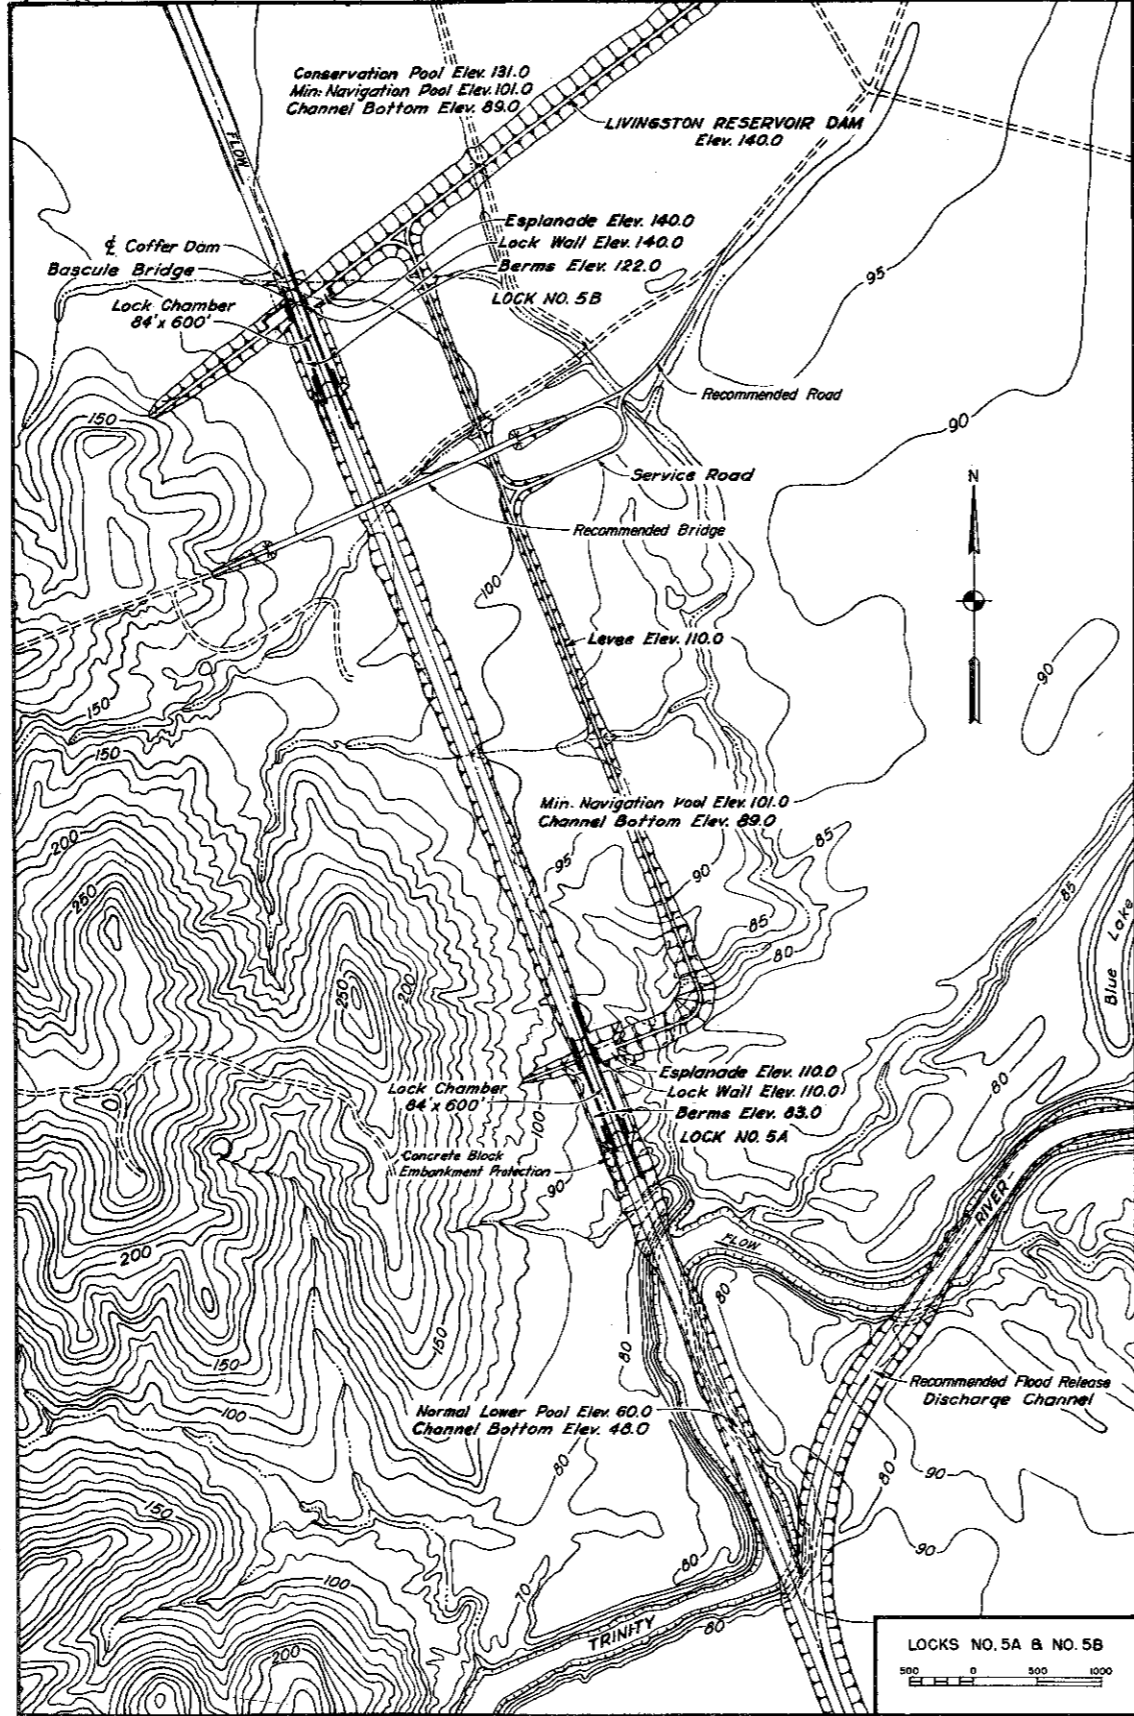 Conservation Pool Elev. 131.0
Min. Navigation Pool Elev. 101.0
Channel Bottom Elev. 89.0
LIVINGSTON RESERVOIR DAM
Elev. 140.0
FLOW
Esplanade Elev. 140.0
Lock Wall Elev. 140.0
Berms Elev. 122.0
LOCK NO. 5B
℄ Coffer Dam
Bascule Bridge
Lock Chamber
84' x 600'
95
Recommended Road
150
90
Service Road
N
Recommended Bridge
100
Levee Elev. 110.0
90
150
150
Min. Navigation Pool Elev. 101.0
Channel Bottom Elev. 89.0
200
95
85
90
85
250
85
80
Blue Lake
250
200
Esplanade Elev. 110.0
Lock Wall Elev. 110.0
Berms Elev. 83.0
LOCK NO. 5A
80
Lock Chamber
84' x 600'
100
Concrete Block
Embankment Protection
90
RIVER
FLOW
200
80
80
150
150
Recommended Flood Release
Discharge Channel
100
Normal Lower Pool Elev. 60.0
Channel Bottom Elev. 48.0
80
80
90
150
90
80
100
70
TRINITY
80
200
LOCKS NO. 5A & NO. 5B
500 0 500 1000